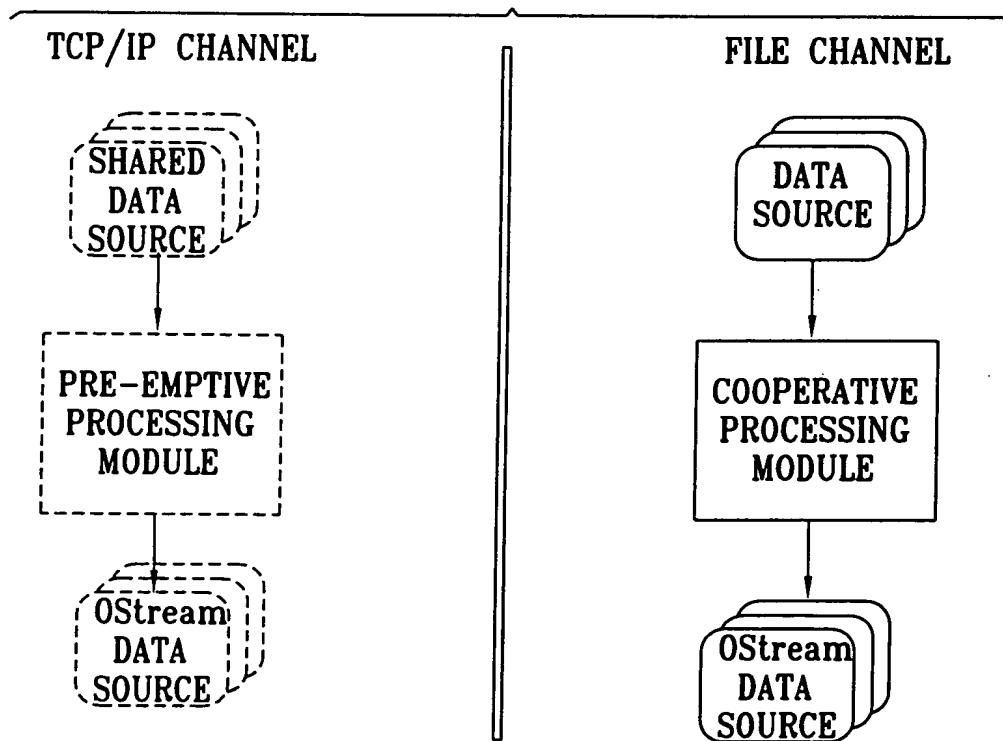 TCP/IP CHANNEL
SHARED
DATA
SOURCE
PRE-EMPTIVE
PROCESSING
MODULE
OStream
DATA
SOURCE
FILE CHANNEL
DATA
SOURCE
COOPERATIVE
PROCESSING
MODULE
OStream
DATA
SOURCE